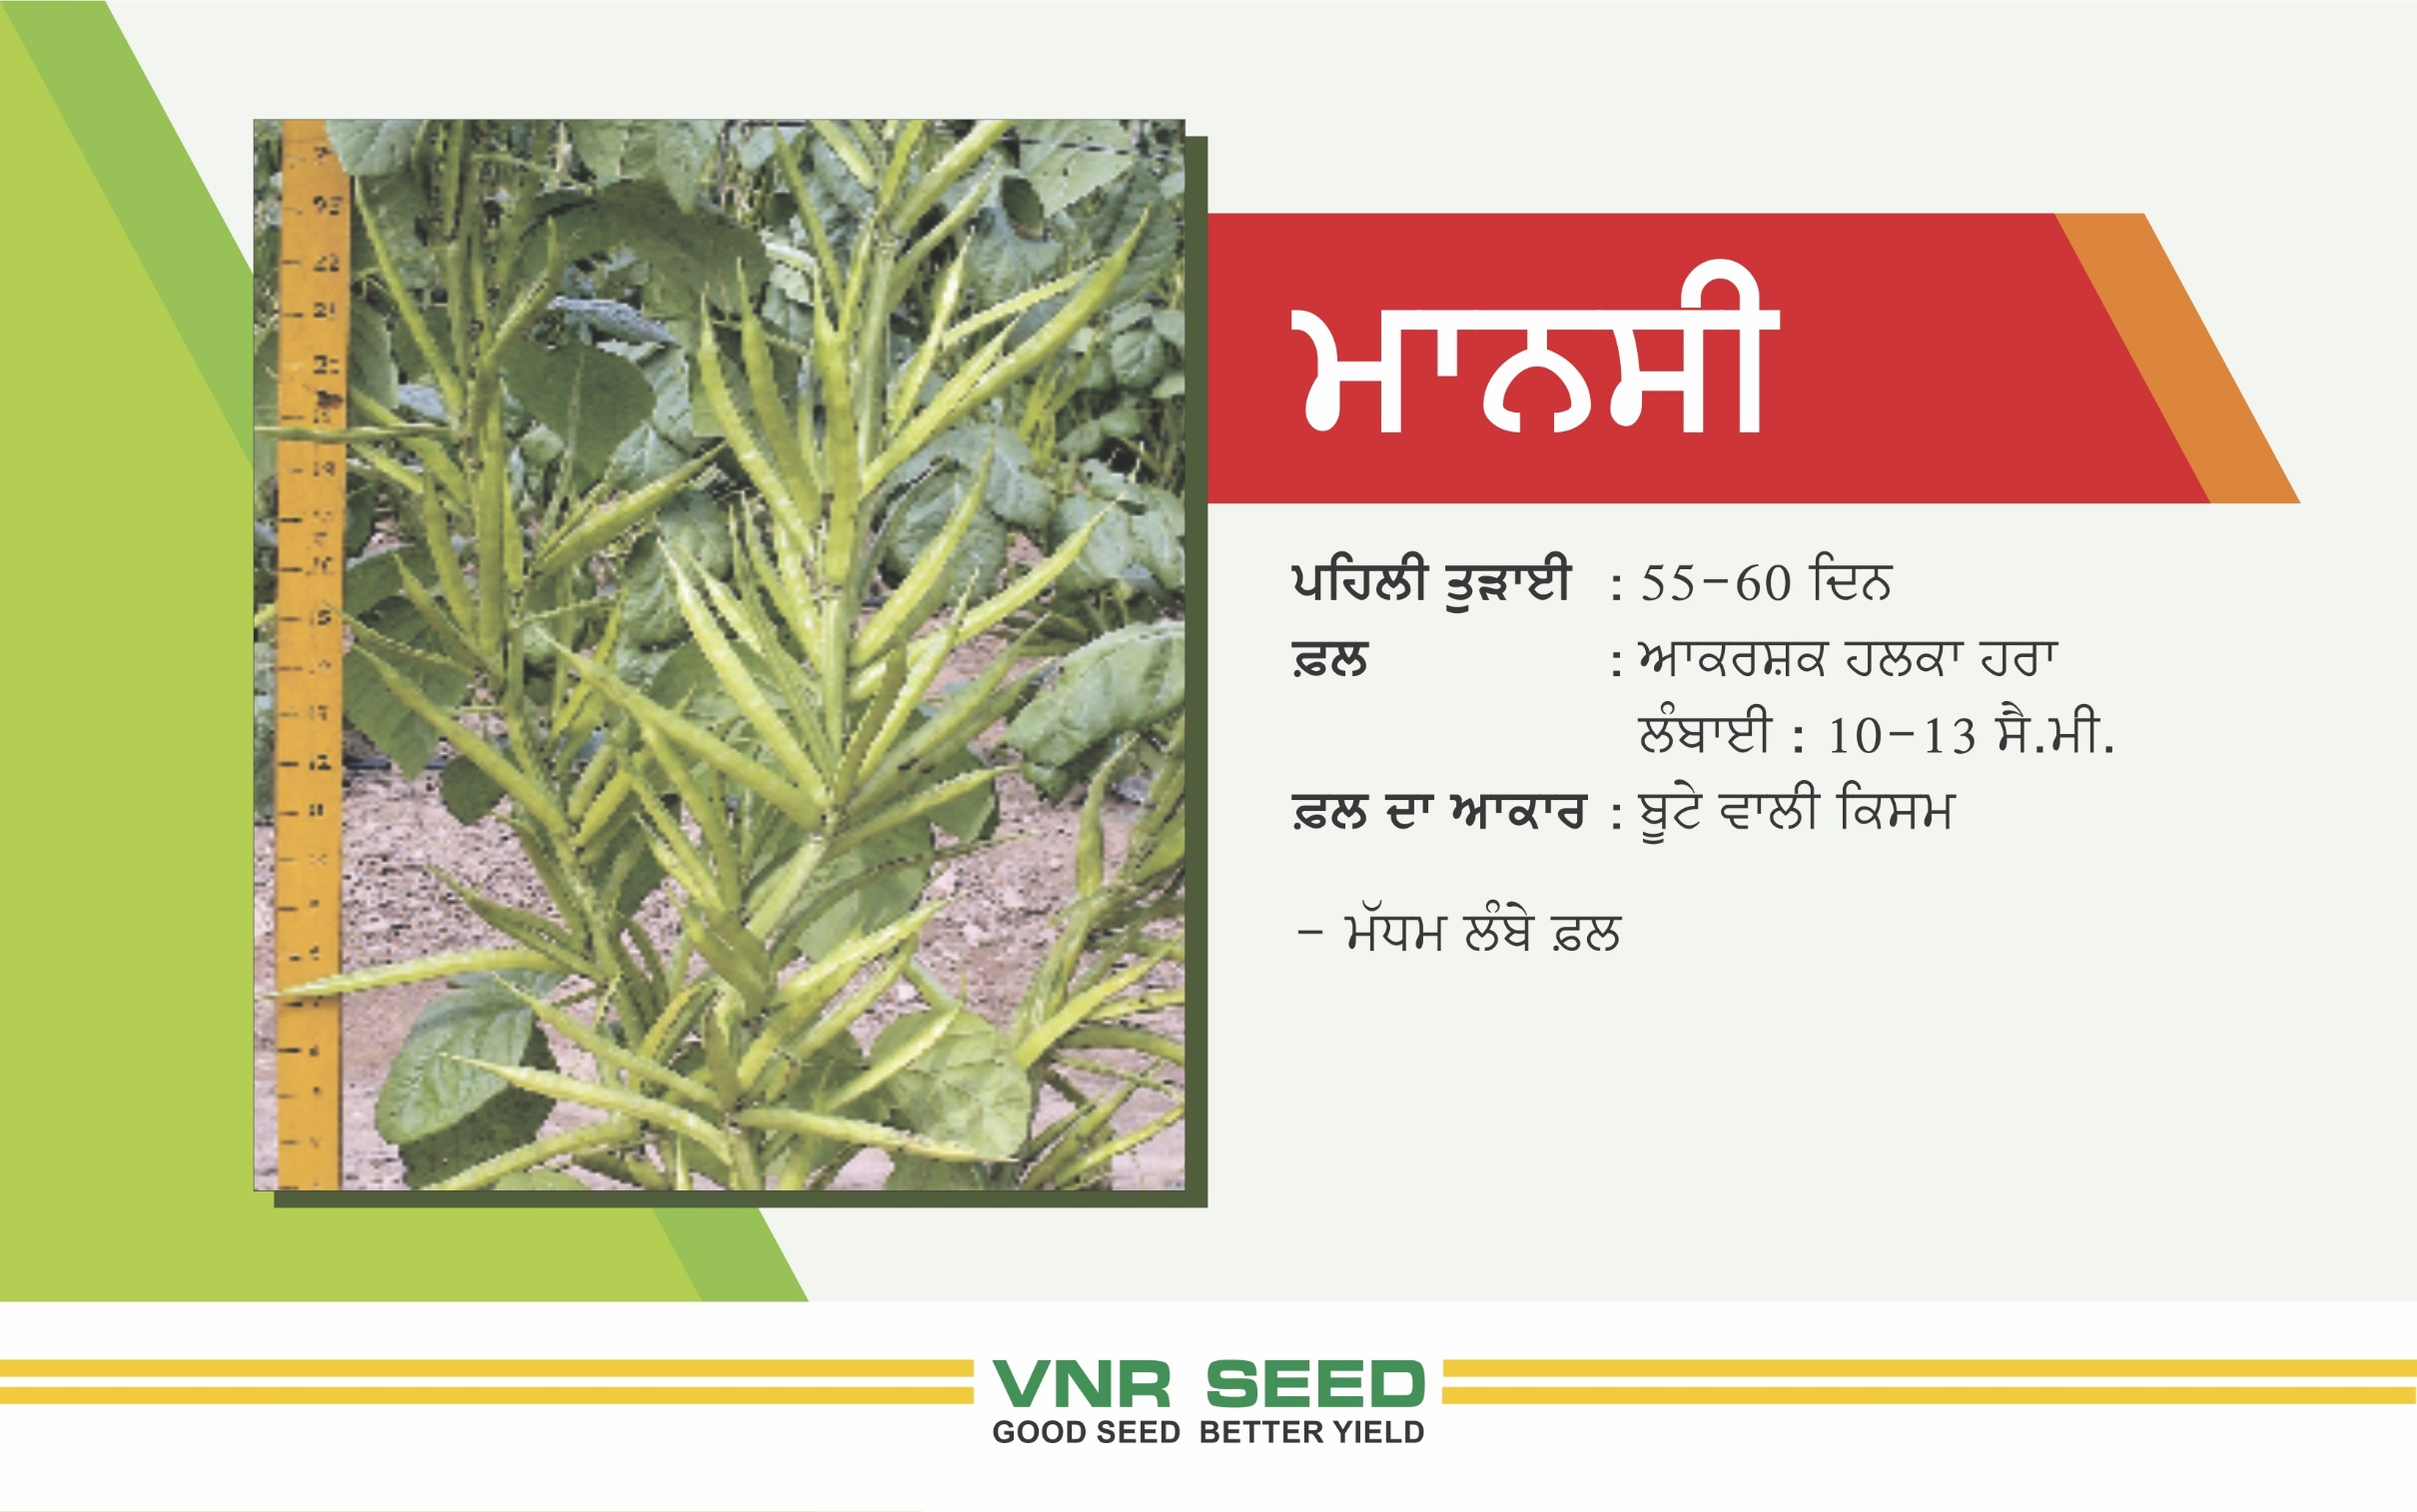 ਮਾਨਸੀ
ਪਹਿਲੀ ਤੁੜਾਈ : 55-60 ਦਿਨ
ਫ਼ਲ : ਆਕਰਸ਼ਕ ਹਲਕਾ ਹਰਾ
ਲੰਬਾਈ : 10-13 ਸੈ.ਮੀ.
ਫ਼ਲ ਦਾ ਆਕਾਰ : ਬੂਟੇ ਵਾਲੀ ਕਿਸਮ
- ਮੱਧਮ ਲੰਬੇ ਫ਼ਲ
VNR SEED
GOOD SEED BETTER YIELD